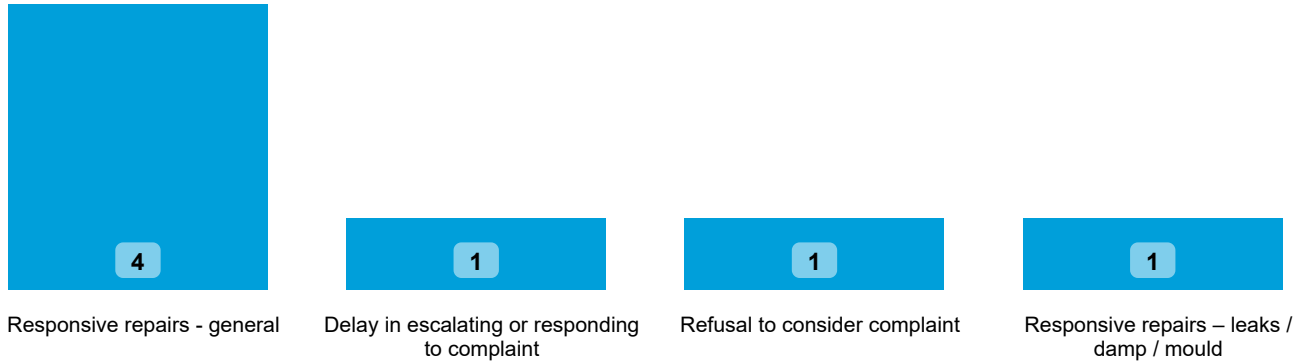 4
1
1
1
Responsive repairs - general
Delay in escalating or responding
to complaint
Refusal to consider complaint
Responsive repairs – leaks /
damp / mould